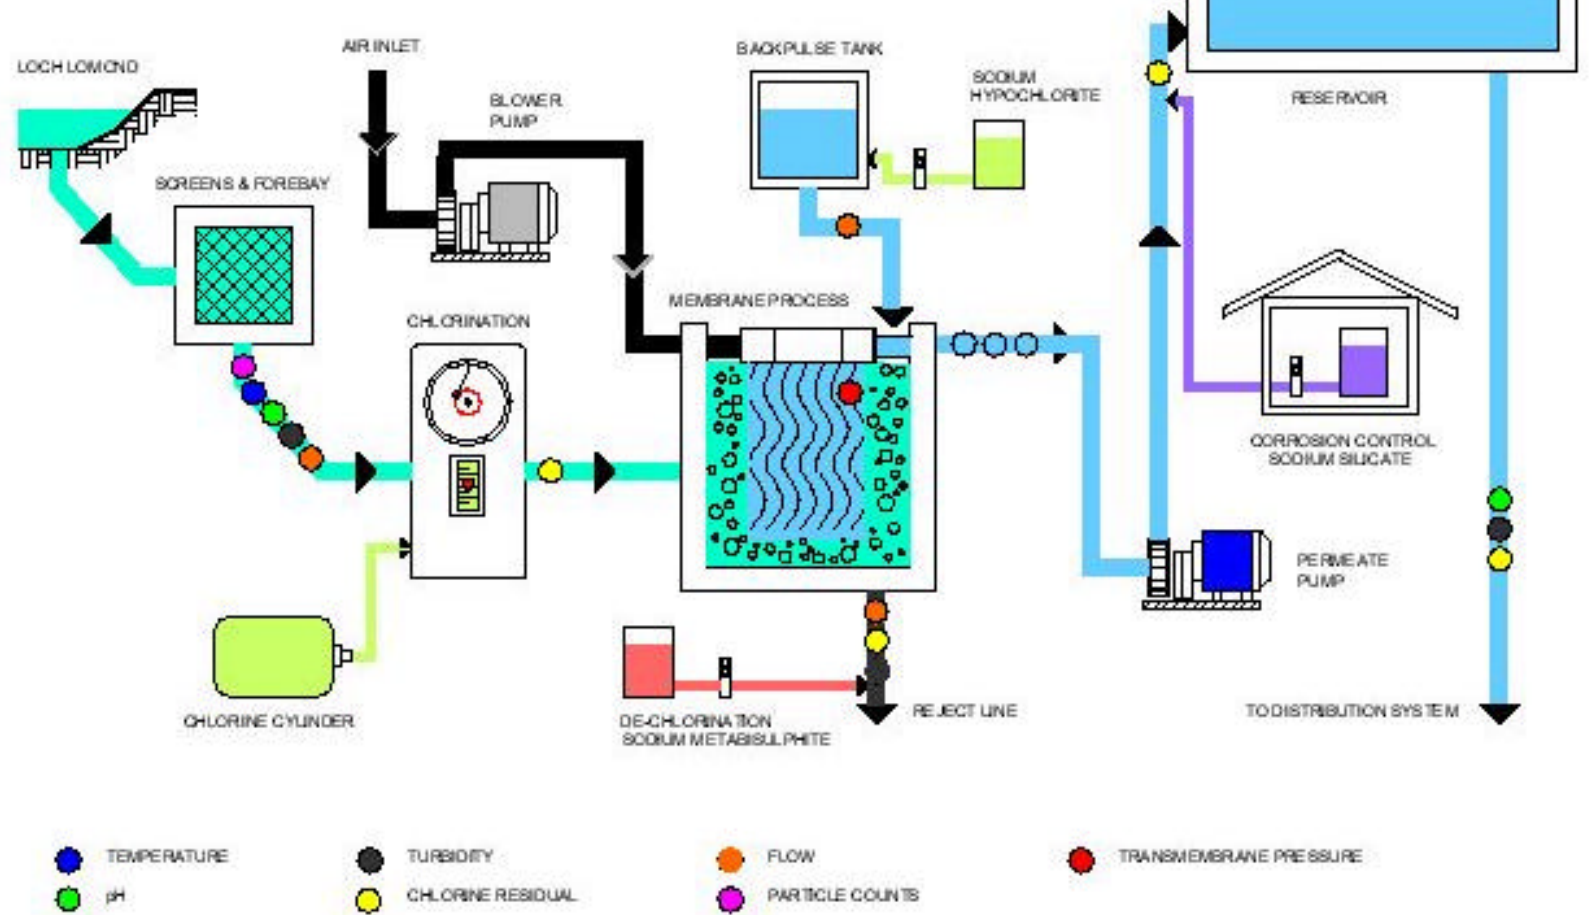 AIR INLET
BACKPULSE TANK
LOCH LOMOND
SODIUM
HYPOCHLORITE
BLOWER
PUMP
RESERVOIR
SCREENS & FOREBAY
MEMBRANE PROCESS
CHLORINATION
CORROSION CONTROL
SODIUM SILICATE
PERMEATE
PUMP
CHLORINE CYLINDER
DE-CHLORINATION
SODIUM METABISULPHITE
REJECT LINE
TO DISTRIBUTION SYSTEM
TEMPERATURE
TURBIDITY
FLOW
TRANSMEMBRANE PRESSURE
pH
CHLORINE RESIDUAL
PARTICLE COUNTS